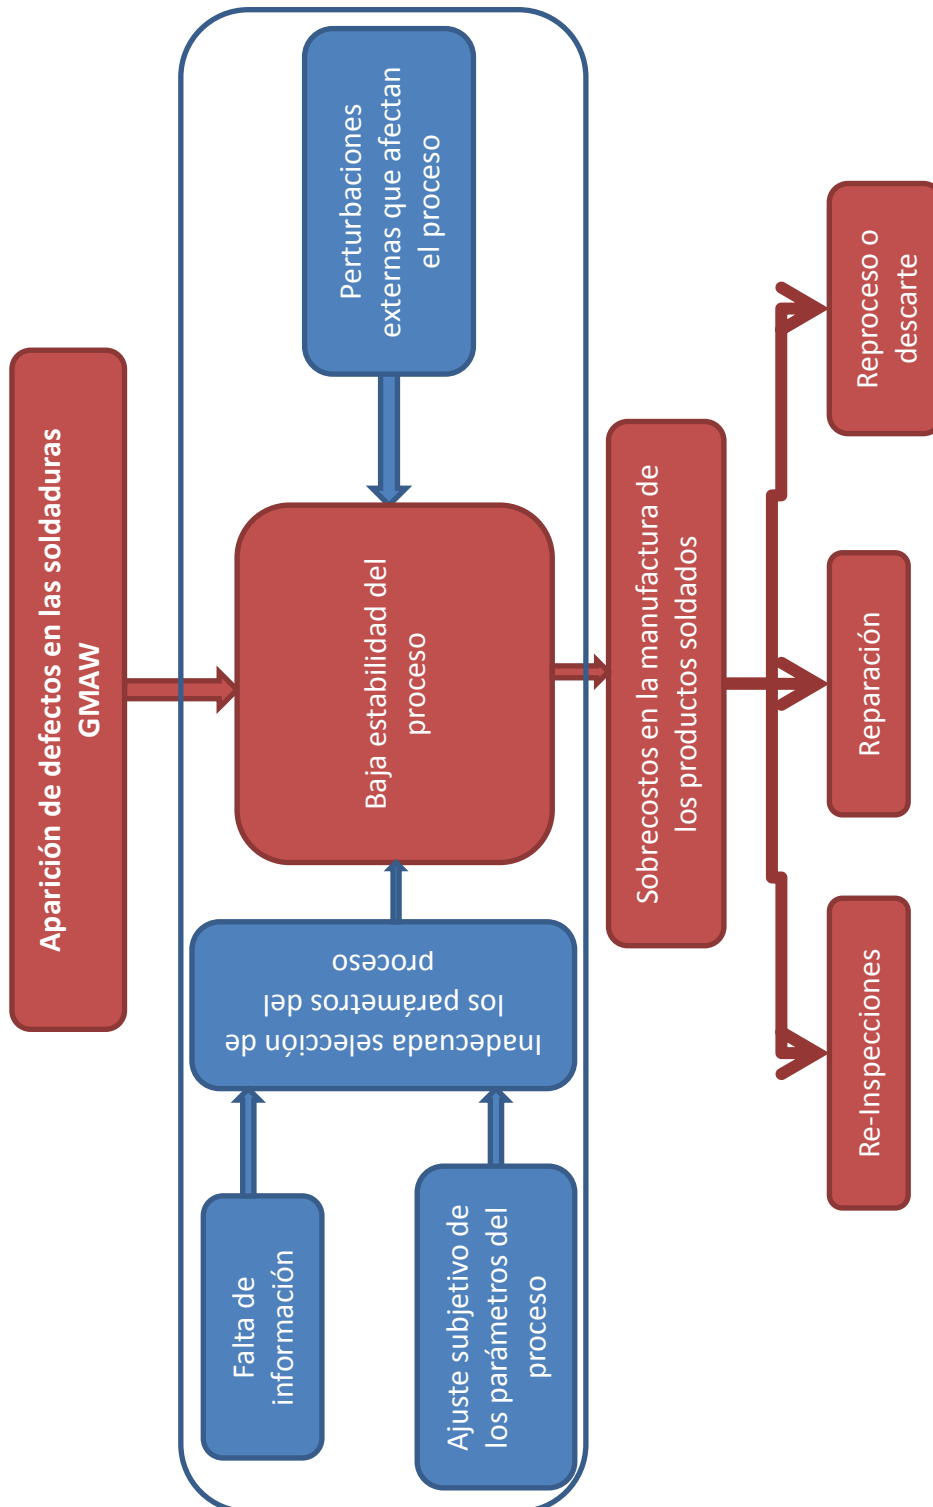 Aparición de defectos en las soldaduras
GMAW
Falta de
información
Ajuste subjetivo de
los parámetros del
proceso
Inadecuada selección de
los parámetros del
proceso
Baja estabilidad del
proceso
Perturbaciones
externas que afectan
el proceso
Sobrecostos en la manufactura de
los productos soldados
Re-Inspecciones
Reparación
Reproceso o
descarte